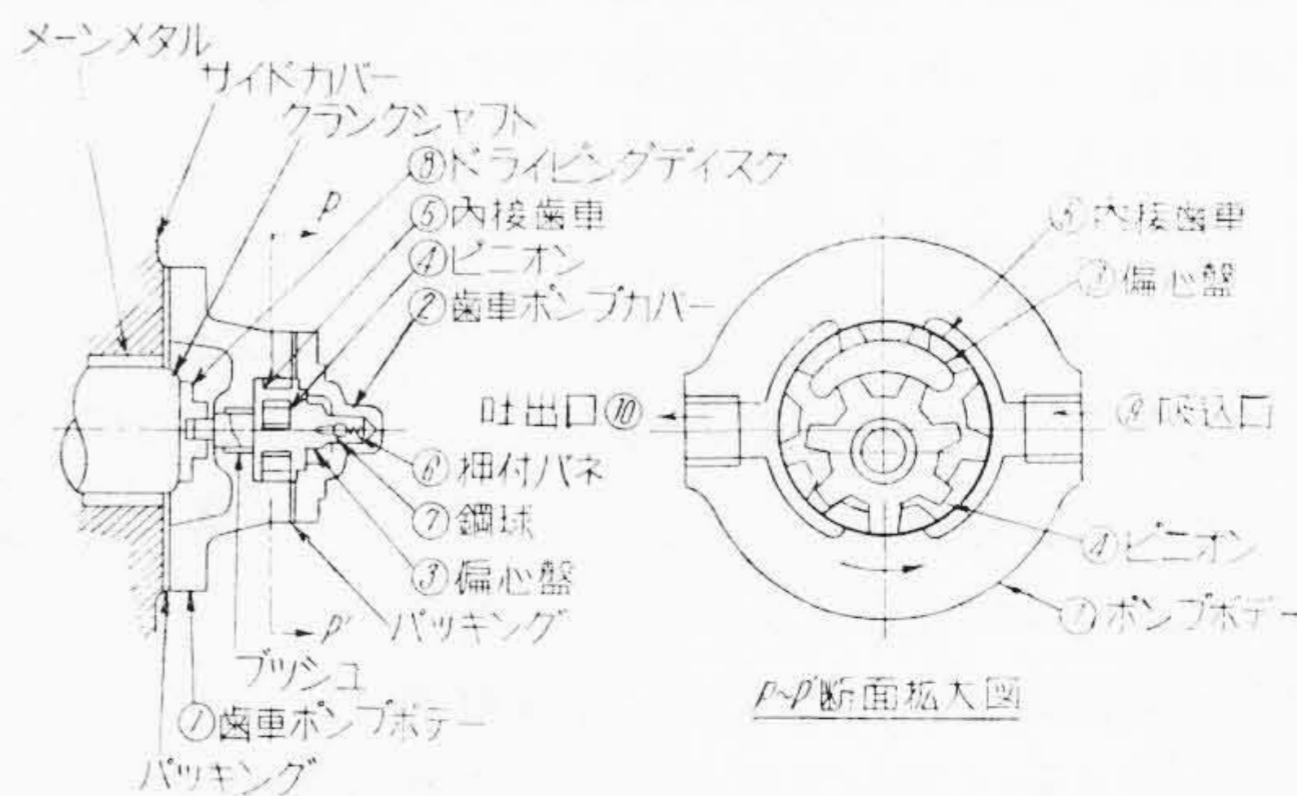 メーンメタル
サイドカバー
クランクシャフト
⑧ドライビングディスク
⑤内接歯車
④ピニオン
②歯車ポンプカバー
P
⑥押付バネ
⑦鋼球
③偏心盤
パッキング
P'
ブッシュ
①歯車ポンプボデー
パッキング
⑤内接歯車
③偏心盤
吐出口⑩
⑨吸込口
④ピニオン
①ポンプボデー
P~P'断面拡大図